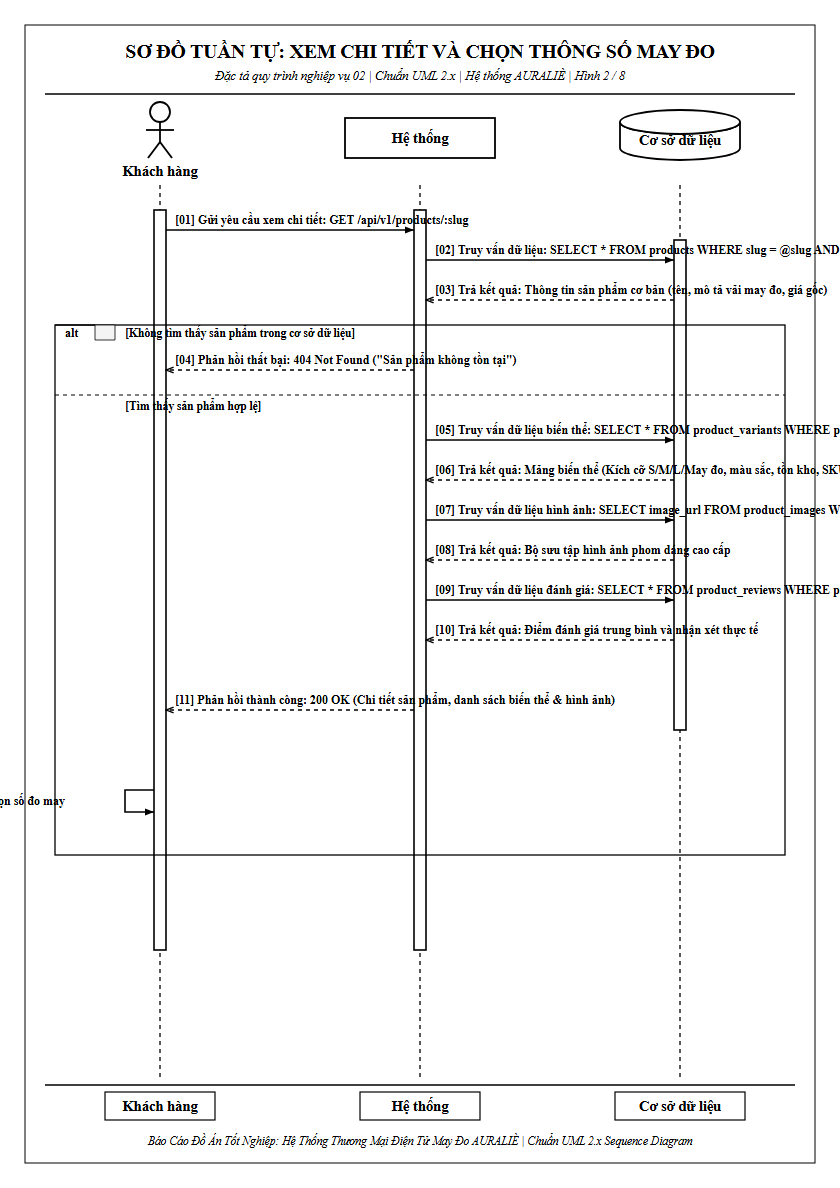 SƠ ĐỒ TUẦN TỰ: XEM CHI TIẾT VÀ CHỌN THÔNG SỐ MAY ĐO
Đặc tả quy trình nghiệp vụ 02 | Chuẩn UML 2.x | Hệ thống AURALIÈ | Hình 2 / 8
Khách hàng
Hệ thống
Cơ sở dữ liệu
[01] Gửi yêu cầu xem chi tiết: GET /api/v1/products/:slug
[02] Truy vấn dữ liệu: SELECT * FROM products WHERE slug = @slug AND
[03] Trả kết quả: Thông tin sản phẩm cơ bản (tên, mô tả vải may đo, giá gốc)
alt
[Không tìm thấy sản phẩm trong cơ sở dữ liệu]
[04] Phản hồi thất bại: 404 Not Found ("Sản phẩm không tồn tại")
[Tìm thấy sản phẩm hợp lệ]
[05] Truy vấn dữ liệu biến thể: SELECT * FROM product_variants WHERE p
[06] Trả kết quả: Mảng biến thể (Kích cỡ S/M/L/May đo, màu sắc, tồn kho, SKU
[07] Truy vấn dữ liệu hình ảnh: SELECT image_url FROM product_images W
[08] Trả kết quả: Bộ sưu tập hình ảnh phom dáng cao cấp
[09] Truy vấn dữ liệu đánh giá: SELECT * FROM product_reviews WHERE p
[10] Trả kết quả: Điểm đánh giá trung bình và nhận xét thực tế
[11] Phản hồi thành công: 200 OK (Chi tiết sản phẩm, danh sách biến thể & hình ảnh)
ọn số đo may
Khách hàng
Hệ thống
Cơ sở dữ liệu
Báo Cáo Đồ Án Tốt Nghiệp: Hệ Thống Thương Mại Điện Tử May Đo AURALIÈ | Chuẩn UML 2.x Sequence Diagram